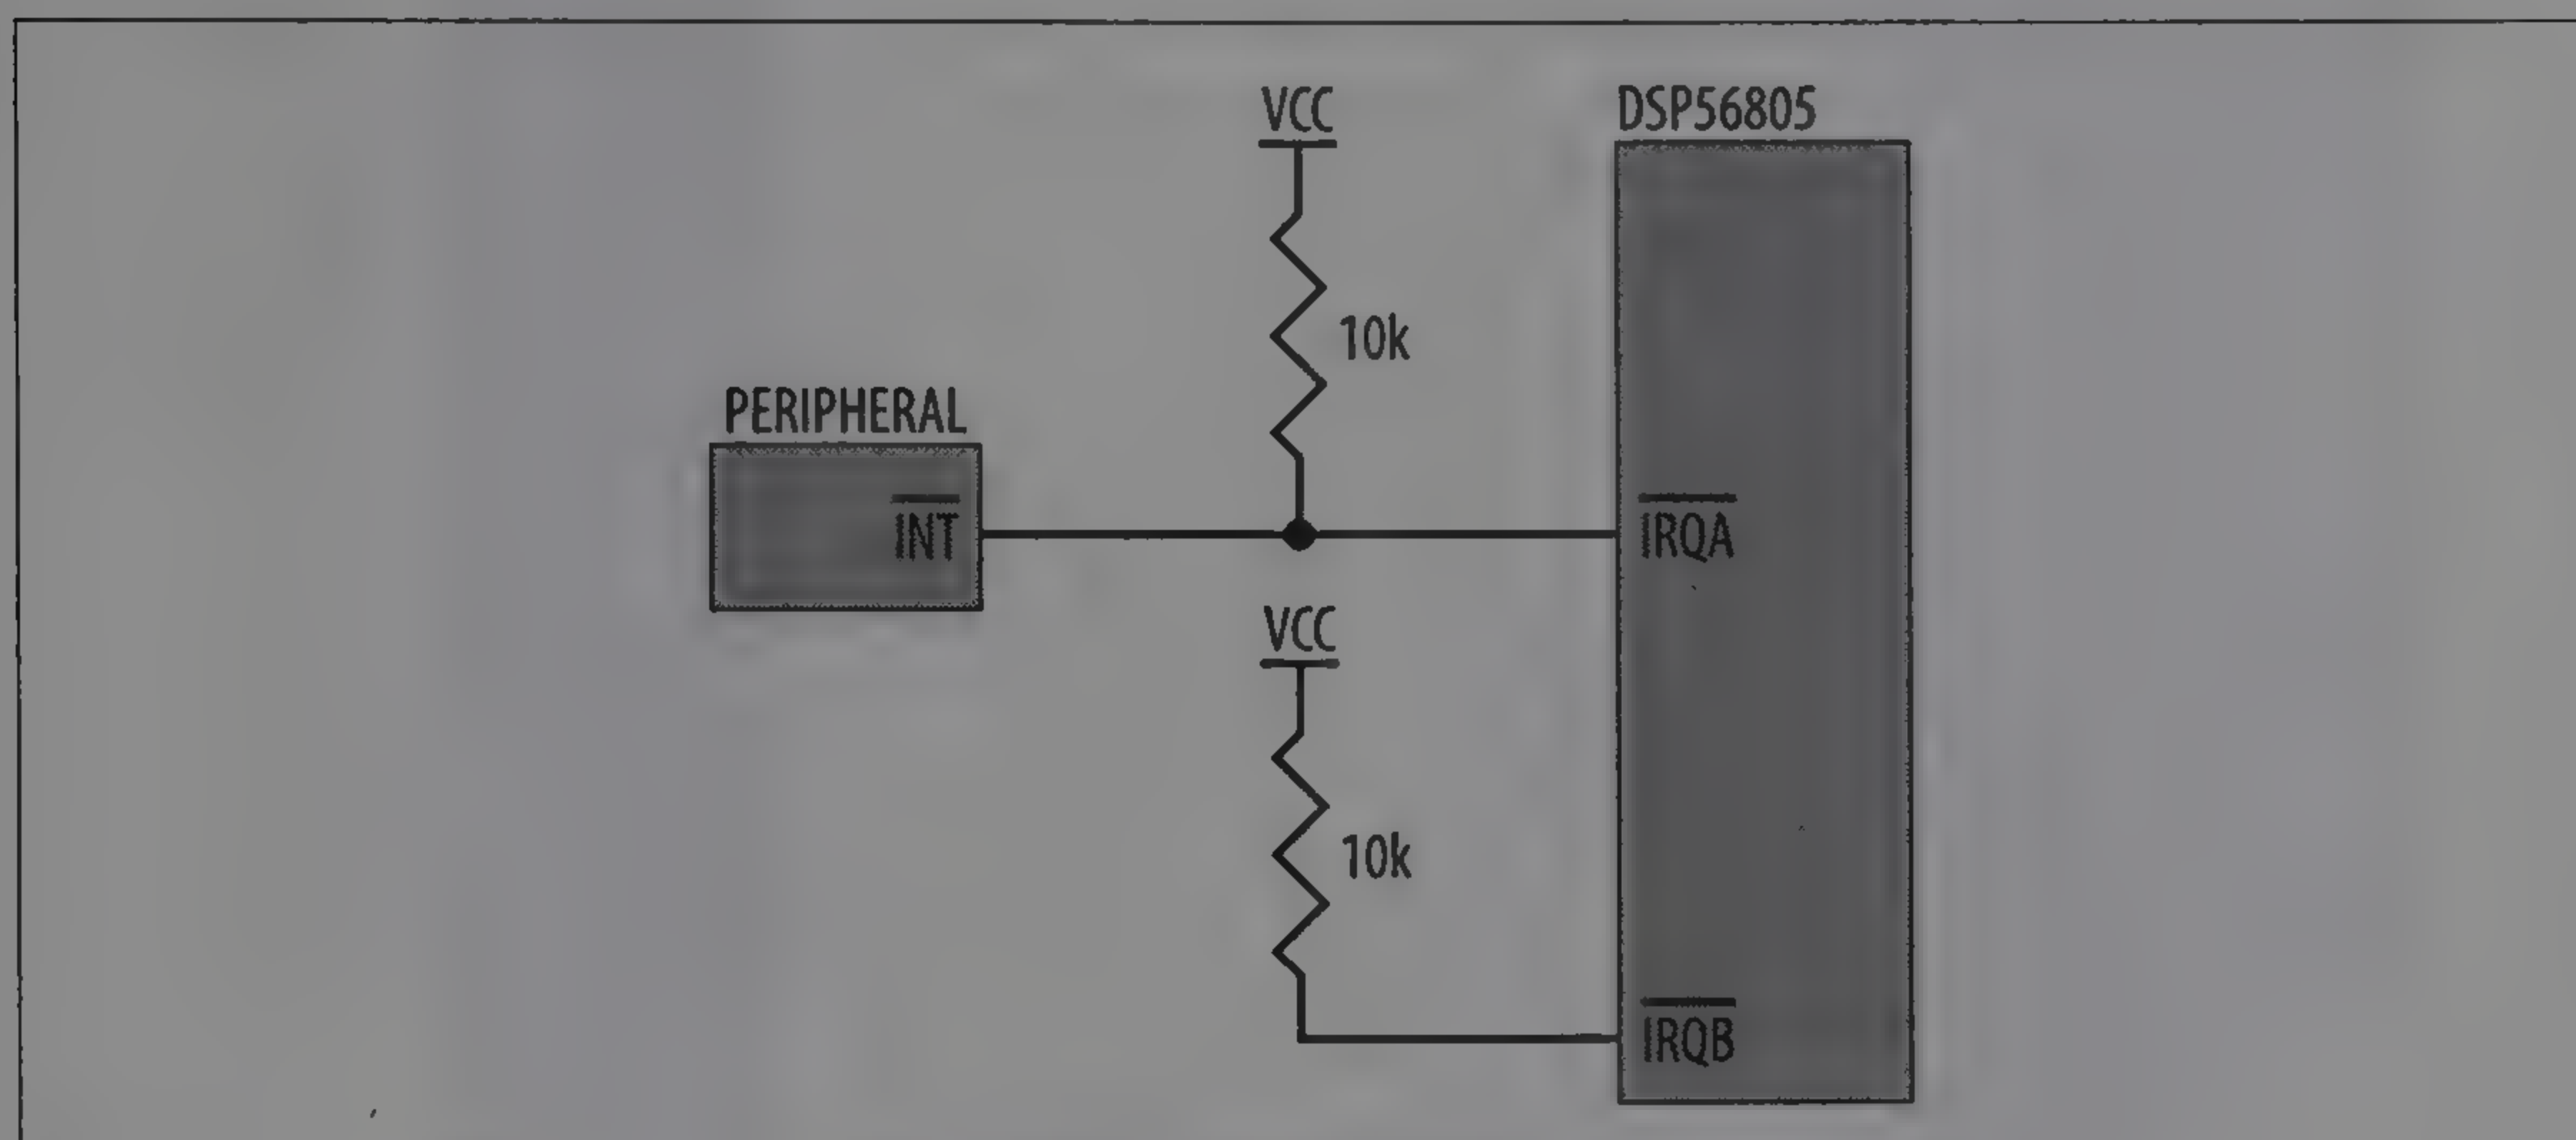 VCC
DSP56805
10k
PERIPHERAL
INT
IRQA
VCC
10k
IRQB